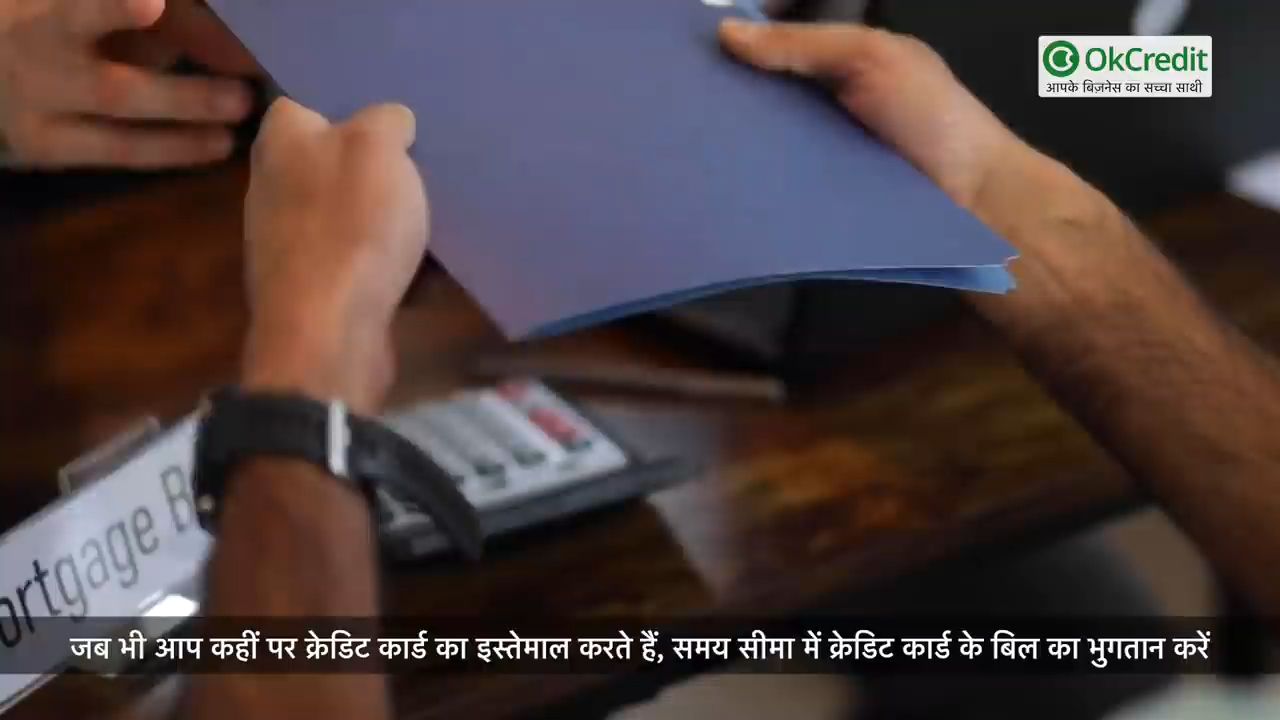 OkCredit
आपके बिज़नेस का सच्चा साथी
ortgage B
जब भी आप कहीं पर क्रेडिट कार्ड का इस्तेमाल करते हैं, समय सीमा में क्रेडिट कार्ड के बिल का भुगतान करें